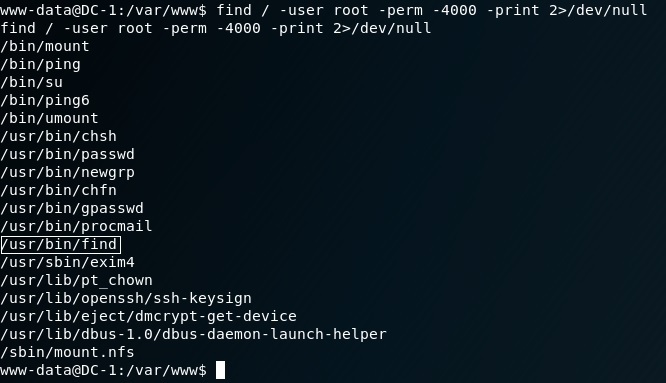 www-data@DC-1:/var/www$ find / -user root -perm -4000 -print 2>/dev/null
find / -user root -perm -4000 -print 2>/dev/null
/bin/mount
/bin/ping
/bin/su
/bin/ping6
/bin/umount
/usr/bin/chsh
/usr/bin/passwd
/usr/bin/newgrp
/usr/bin/chfn
/usr/bin/gpasswd
/usr/bin/procmail
/usr/bin/find
/usr/sbin/exim4
/usr/lib/pt_chown
/usr/lib/openssh/ssh-keysign
/usr/lib/eject/dmcrypt-get-device
/usr/lib/dbus-1.0/dbus-daemon-launch-helper
/sbin/mount.nfs
www-data@DC-1:/var/www$